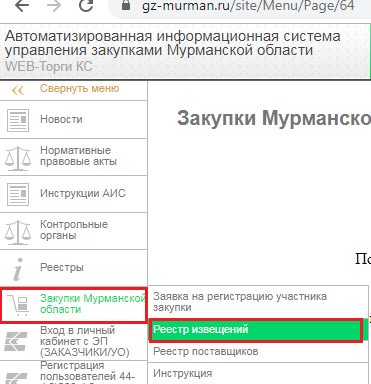 gz-murman.ru/site/Menu/Page/64
Автоматизированная информационная система
управления закупками Мурманской области
WEB-Торги КС
Свернуть меню
Новости
Нормативные
правовые акты
Инструкции АИС
Контрольные
органы
Реестры
Закупки Мурманской
области
Вход в личный
кабинет с ЭП
(ЗАКАЗЧИКИ/УО)
Регистрация
пользователей 44-
Закупки Мурманско
По
Заявка на регистрацию участника
закупки
Реестр извещений
Реестр поставщиков
Инструкция